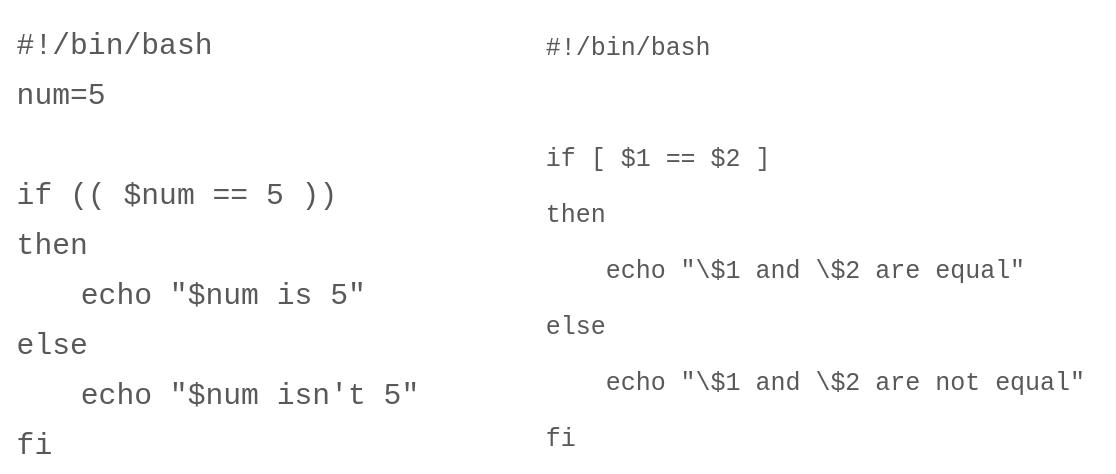 #!/bin/bash
num=5
if (( $num == 5 ))
then
echo "$num is 5"
else
echo "$num isn't 5"
fi
#!/bin/bash
if [ $1 == $2 ]
then
echo "\$1 and \$2 are equal"
else
echo "\$1 and \$2 are not equal"
fi